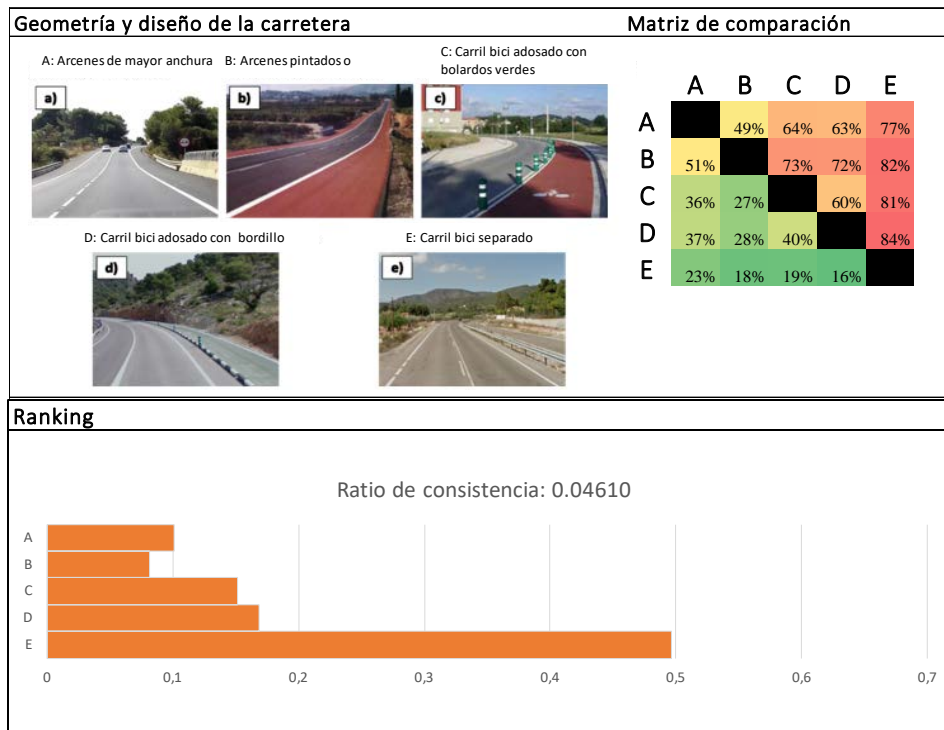 Geometría y diseño de la carretera
Matriz de comparación
A: Arcenes de mayor anchura
B: Arcenes pintados o
C: Carril bici adosado con
bolardos verdes
a)
b)
c)
D: Carril bici adosado con bordillo
E: Carril bici separado
d)
e)
A B C D E
A 49% 64% 63% 77%
B 51% 73% 72% 82%
C 36% 27% 60% 81%
D 37% 28% 40% 84%
E 23% 18% 19% 16%
Ranking
Ratio de consistencia: 0.04610
A
B
C
D
E
0 0,1 0,2 0,3 0,4 0,5 0,6 0,7